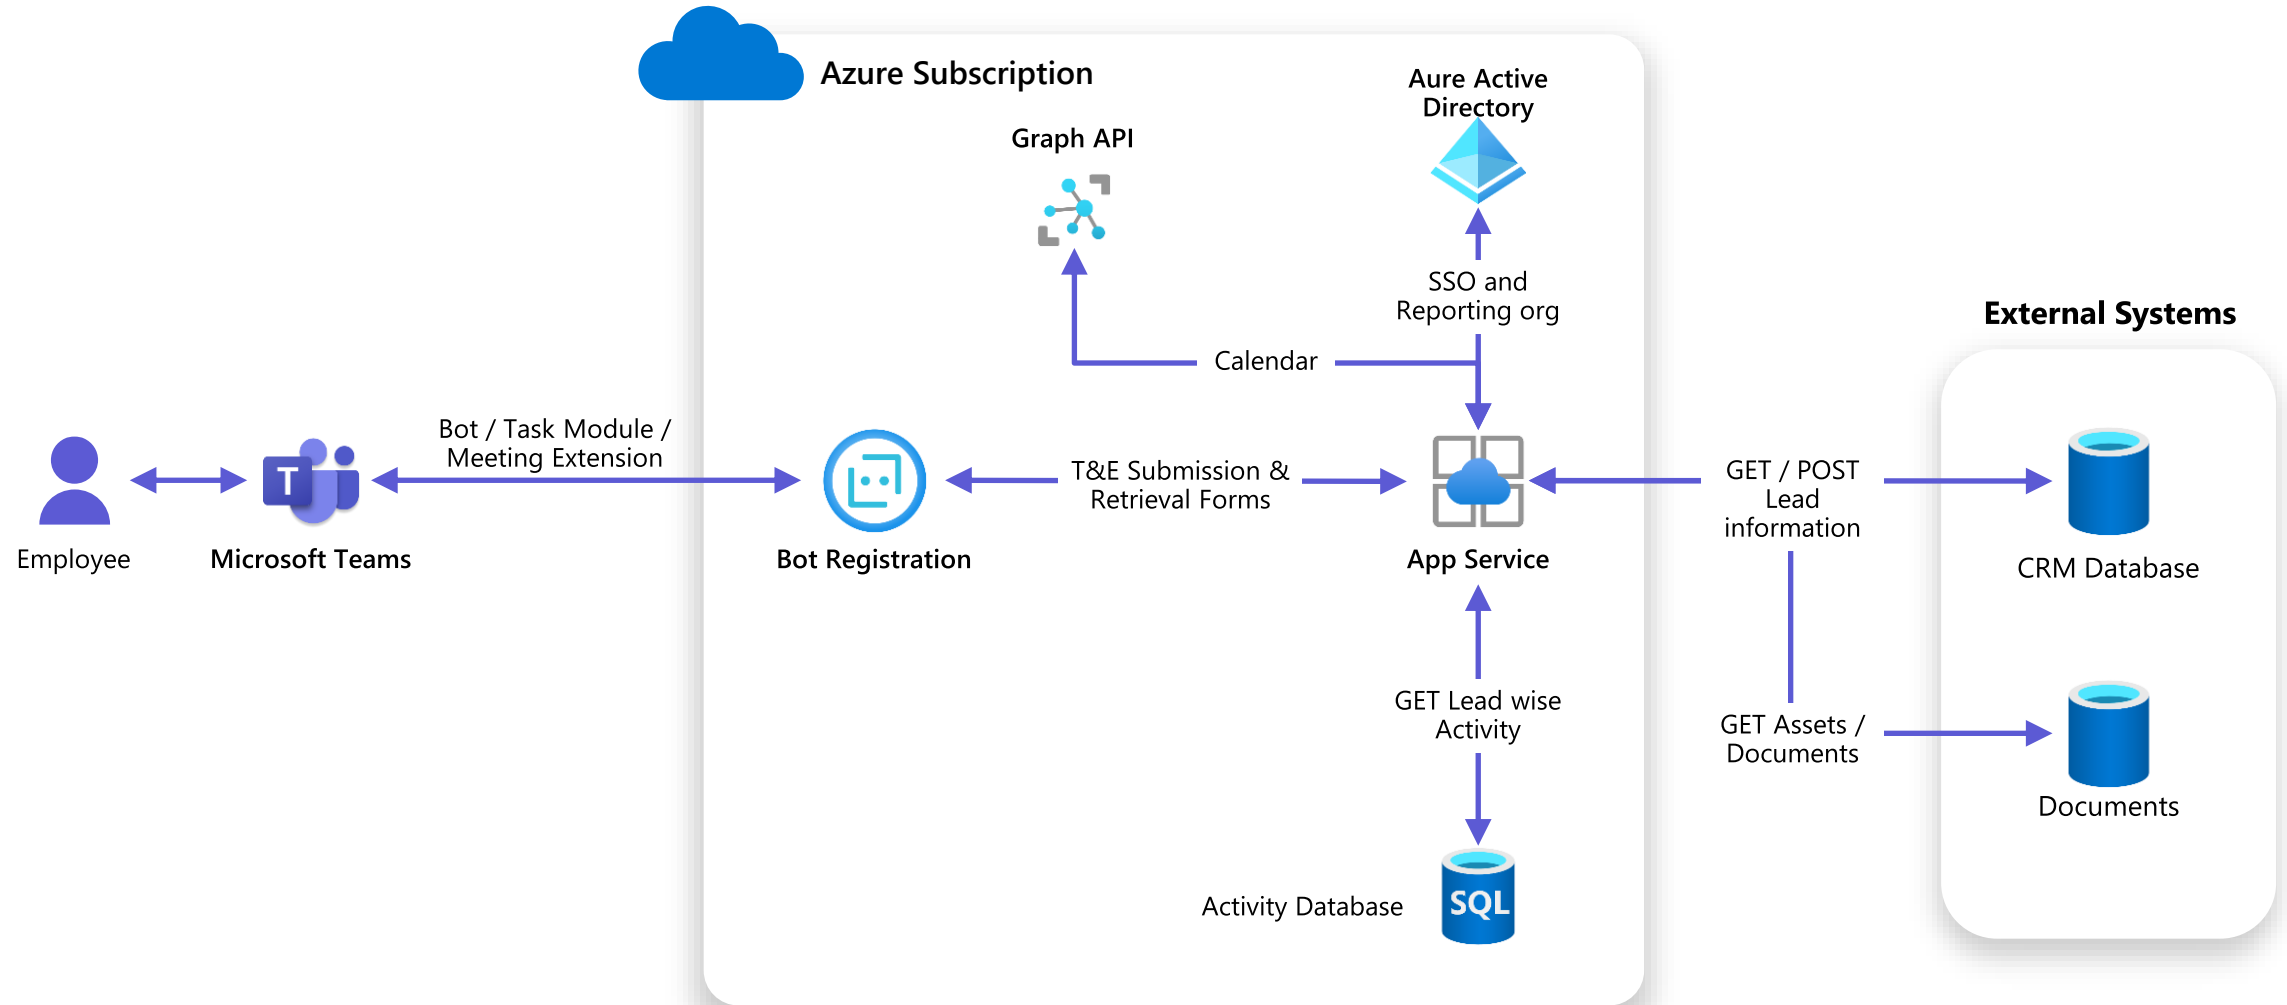 Azure Subscription
Aure Active
Directory
Graph API
SSO and
Reporting org
External Systems
Calendar
Bot / Task Module /
Meeting Extension
T
T&E Submission &
Retrieval Forms
GET / POST
Lead
information
Employee
Microsoft Teams
Bot Registration
App Service
CRM Database
GET Lead wise
Activity
GET Assets /
Documents
Documents
Activity Database
SQL